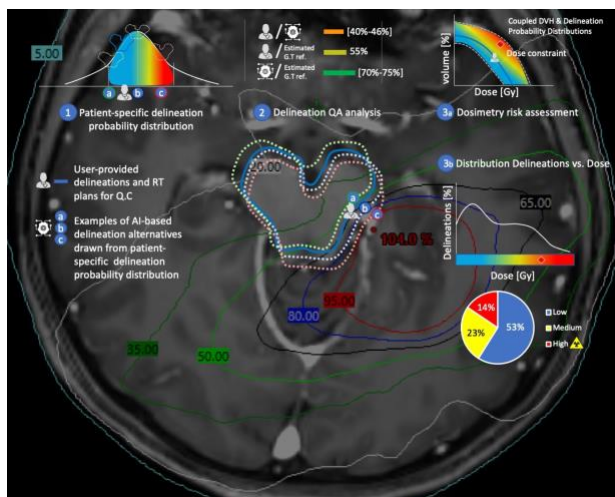 5.00
a
b
c
1 Patient-specific delineation
probability distribution
/ [40%-46%]
/ Estimated
G.T ref. 55%
/ Estimated
G.T ref. [70%-75%]
2 Delineation QA analysis
Coupled DVH & Delineation
Probability Distributions
Dose constraint
volume [%]
Dose [Gy]
3a Dosimetry risk assessment
User-provided
delineations and RT
plans for Q.C
a
b
c
Examples of AI-based
delineation alternatives
drawn from patient-
specific delineation
probability distribution
20.00
a
b
c
104.0 %
95.00
80.00
65.00
50.00
35.00
3b Distribution Delineations vs. Dose
Delineations [%]
Dose [Gy]
14%
23%
53%
Low
Medium
High